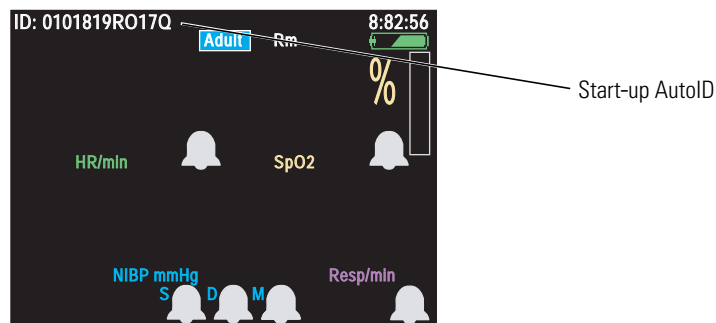 ID: 0101819RO17Q 8:82:56
Adult Rm
%
Start-up AutoID
HR/min SpO2
NIBP mmHg Resp/min
S D M